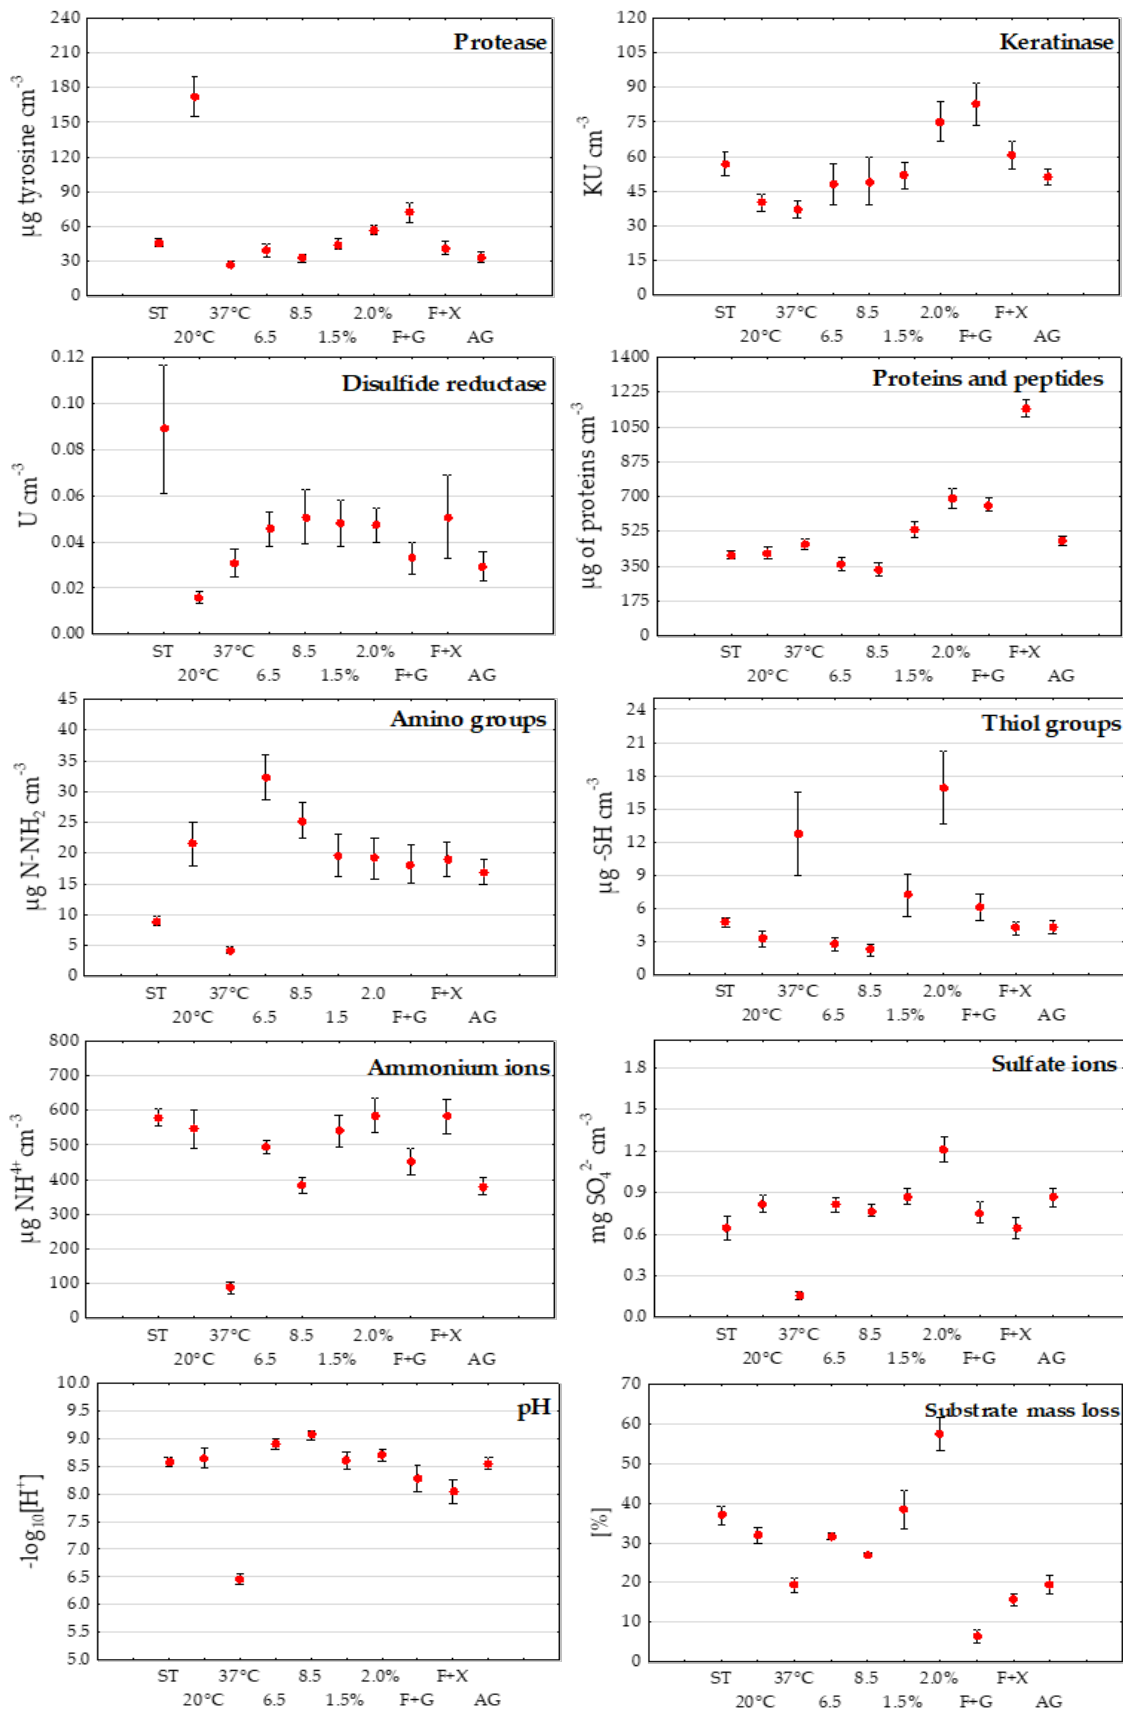 Protease
µg tyrosine cm-3
240
210
180
150
120
90
60
30
0
ST 37°C 8.5 2.0% F+X
20°C 6.5 1.5% F+G AG
Keratinase
KU cm-3
120
105
90
75
60
45
30
15
0
ST 37°C 8.5 2.0% F+X
20°C 6.5 1.5% F+G AG
Disulfide reductase
U cm-3
0.12
0.10
0.08
0.06
0.04
0.02
0.00
ST 37°C 8.5 2.0% F+X
20°C 6.5 1.5% F+G AG
Proteins and peptides
µg of proteins cm-3
1400
1225
1050
875
700
525
350
175
0
ST 37°C 8.5 2.0% F+X
20°C 6.5 1.5% F+G AG
Amino groups
µg N-NH2 cm-3
45
40
35
30
25
20
15
10
5
0
ST 37°C 8.5 2.0 F+X
20°C 6.5 1.5 F+G AG
Thiol groups
µg -SH cm-3
24
21
18
15
12
9
6
3
0
ST 37°C 8.5 2.0% F+X
20°C 6.5 1.5% F+G AG
Ammonium ions
µg NH4+ cm-3
800
700
600
500
400
300
200
100
0
ST 37°C 8.5 2.0% F+X
20°C 6.5 1.5% F+G AG
Sulfate ions
mg SO42- cm-3
1.8
1.5
1.2
0.9
0.6
0.3
0.0
ST 37°C 8.5 2.0% F+X
20°C 6.5 1.5% F+G AG
pH
-log10[H+]
10.0
9.5
9.0
8.5
8.0
7.5
7.0
6.5
6.0
5.5
5.0
ST 37°C 8.5 2.0% F+X
20°C 6.5 1.5% F+G AG
Substrate mass loss
[%]
70
60
50
40
30
20
10
0
ST 37°C 8.5 2.0% F+X
20°C 6.5 1.5% F+G AG